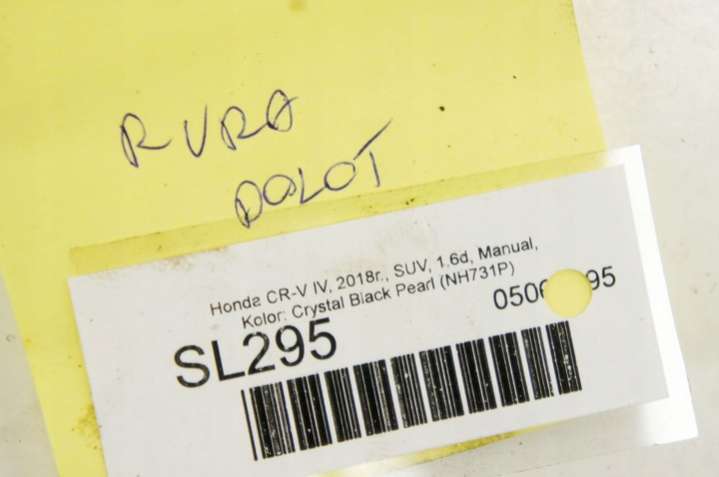 RURA
DOLOT
Honda CR-V IV, 2018r., SUV, 1.6d, Manual,
Kolor: Crystal Black Pearl (NH731P)
SL295